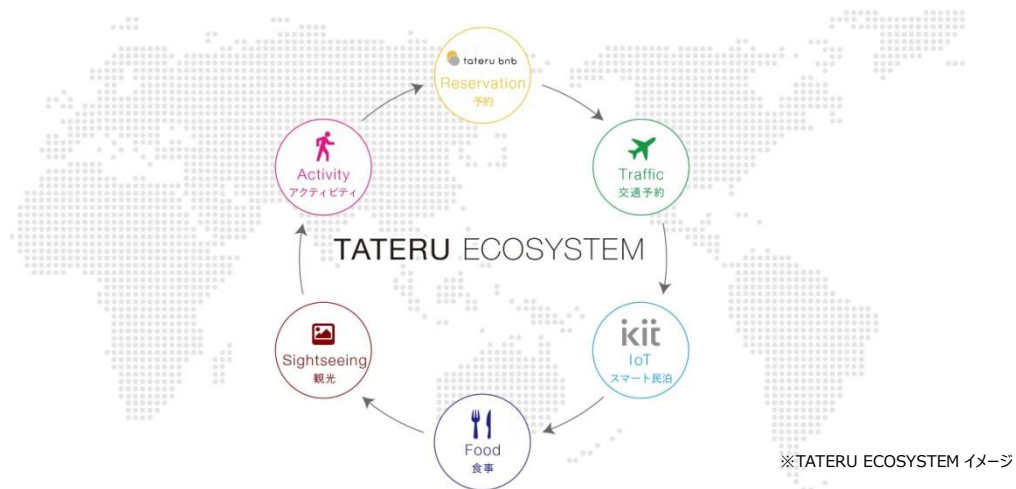 tateru bnb
Reservation
予約
Activity
アクティビティ
Traffic
交通予約
TATERU ECOSYSTEM
Sightseeing
観光
kit
IoT
スマート民泊
Food
食事
※TATERU ECOSYSTEM イメージ